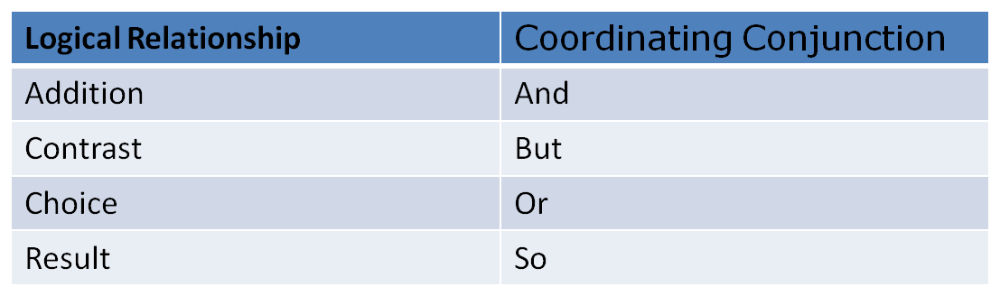 Logical Relationship Coordinating Conjunction
Addition And
Contrast But
Choice Or
Result So